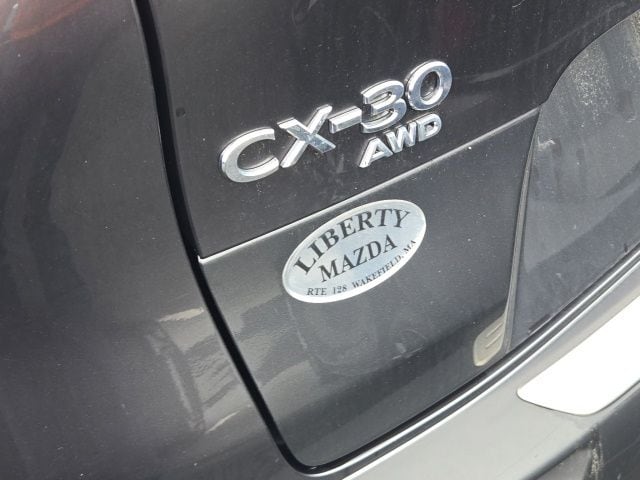 CX-30
AWD
LIBERTY
MAZDA
RTE 128 WAKEFIELD, MA